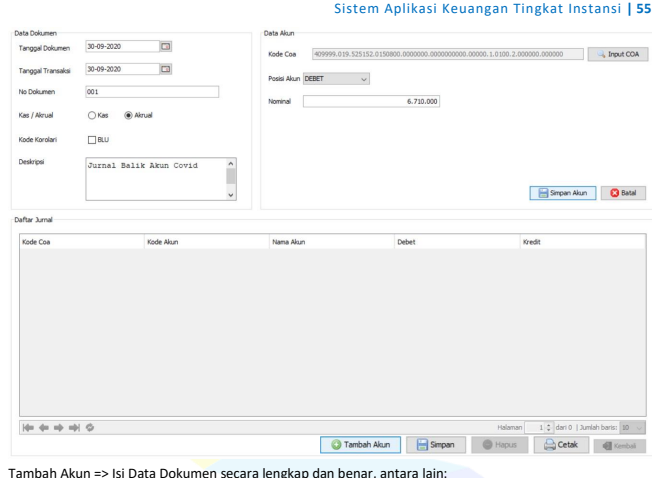 Sistem Aplikasi Keuangan Tingkat Instansi | 55
Data Dokumen
Tanggal Dokumen 30-09-2020
Tanggal Transaksi 30-09-2020
No Dokumen 001
Kas / Akrual Kas Akrual
Kode Korolari BLU
Deskripsi Jurnal Balik Akun Covid
Data Akun
Kode Coa 409999.019.525152.0150800.0000000.0000000000.00000.1.0100.2.000000.000000 Input COA
Posisi Akun DEBET
Nominal 6.710.000
Simpan Akun Batal
Daftar Jurnal
Kode Coa Kode Akun Nama Akun Debet Kredit
Halaman 1 dari 0 | Jumlah baris: 10
Tambah Akun Simpan Hapus Cetak Kembali
Tambah Akun => Isi Data Dokumen secara lengkap dan benar, antara lain: